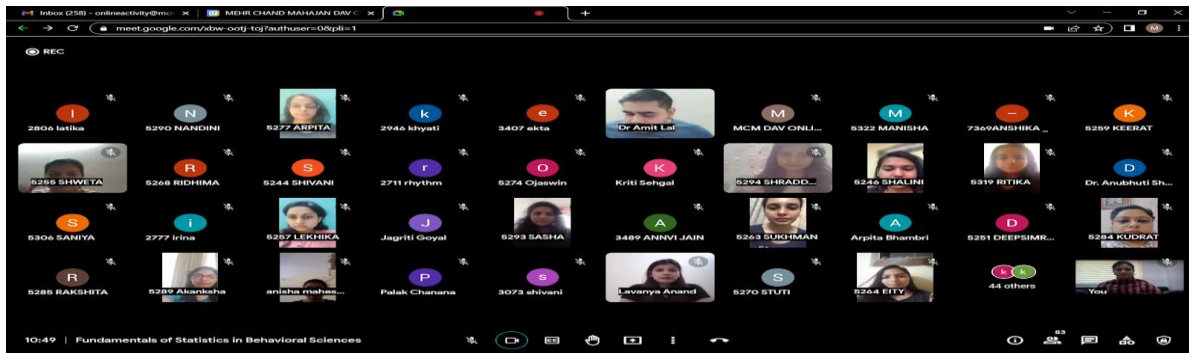 Inbox (258) - onlineactivity@mc
MEHR CHAND MAHAJAN DAV C
meet.google.com/xbw-ootj-toj?authuser=0&pli=1
M
REC
I N k e M M – K
2806 latika 5290 NANDINI 5277 ARPITA 2946 khyati 3407 ekta Dr Amit Lal MCM DAV ONLI... 5322 MANISHA 7369ANSHIKA _ 5259 KEERAT
R S r O K D
5255 SHWETA 5268 RIDHIMA 5244 SHIVANI 2711 rhythm 5274 Ojaswin Kriti Sehgal 5294 SHRADD... 5246 SHALINI 5319 RITIKA Dr. Anubhuti Sh...
S i J A A D
5306 SANIYA 2777 irina 5257 LEKHIKA Jagriti Goyal 5293 SASHA 3489 ANNVI JAIN 5263 SUKHMAN Arpita Bhambri 5251 DEEPSIMR... 5284 KUDRAT
R P s S k k
5285 RAKSHITA 5289 Akanksha anisha mahes... Palak Chanana 3073 shivani Lavanya Anand 5270 STUTI 5264 EITY 44 others You
10:49 | Fundamentals of Statistics in Behavioral Sciences
83